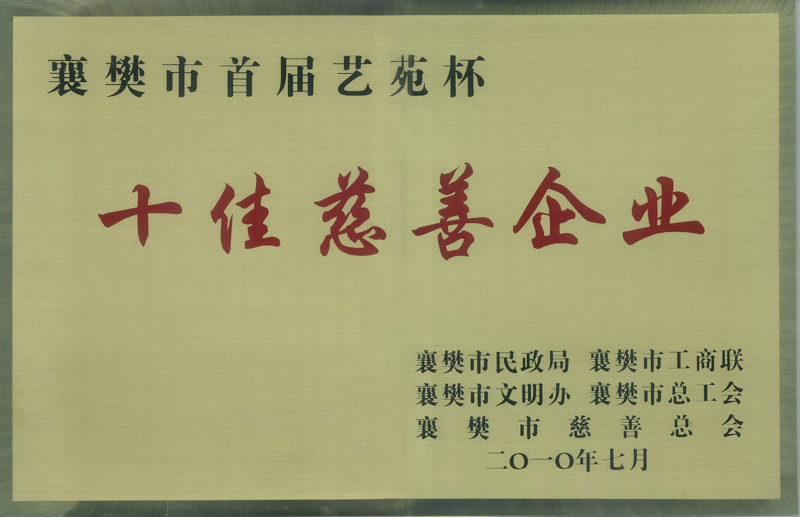 襄樊市首届艺苑杯
十佳慈善企业
襄樊市民政局 襄樊市工商联
襄樊市文明办 襄樊市总工会
襄樊市慈善总会
二〇一〇年七月